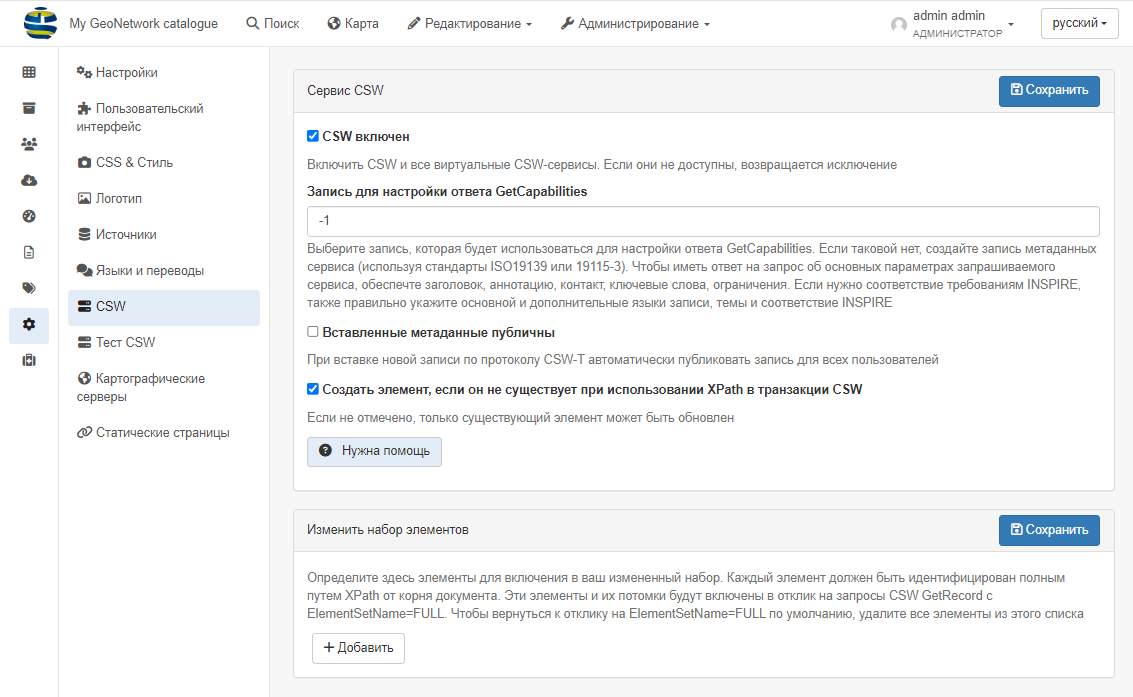 My GeoNetwork catalogue
Поиск
Карта
Редактирование
Администрирование
admin admin
АДМИНИСТРАТОР
русский
Настройки
Пользовательский
интерфейс
CSS & Стиль
Логотип
Источники
Языки и переводы
CSW
Тест CSW
Картографические
серверы
Статические страницы
Сервис CSW
Сохранить
CSW включен
Включить CSW и все виртуальные CSW-сервисы. Если они не доступны, возвращается исключение
Запись для настройки ответа GetCapabilities
-1
Выберите запись, которая будет использоваться для настройки ответа GetCapabilities. Если таковой нет, создайте запись метаданных
сервиса (используя стандарты ISO19139 или 19115-3). Чтобы иметь ответ на запрос об основных параметрах запрашиваемого
сервиса, обеспечте заголовок, аннотацию, контакт, ключевые слова, ограничения. Если нужно соответствие требованиям INSPIRE,
также правильно укажите основной и дополнительные языки записи, темы и соответствие INSPIRE
Вставленные метаданные публичны
При вставке новой записи по протоколу CSW-T автоматически публиковать запись для всех пользователей
Создать элемент, если он не существует при использовании XPath в транзакции CSW
Если не отмечено, только существующий элемент может быть обновлен
Нужна помощь
Изменить набор элементов
Сохранить
Определите здесь элементы для включения в ваш измененный набор. Каждый элемент должен быть идентифицирован полным
путем XPath от корня документа. Эти элементы и их потомки будут включены в отклик на запросы CSW GetRecord с
ElementSetName=FULL. Чтобы вернуться к отклику на ElementSetName=FULL по умолчанию, удалите все элементы из этого списка
Добавить